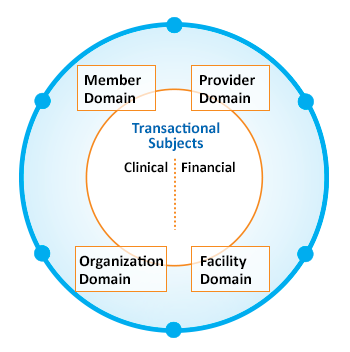 Member
Domain
Provider
Domain
Transactional
Subjects
Clinical Financial
Organization
Domain
Facility
Domain